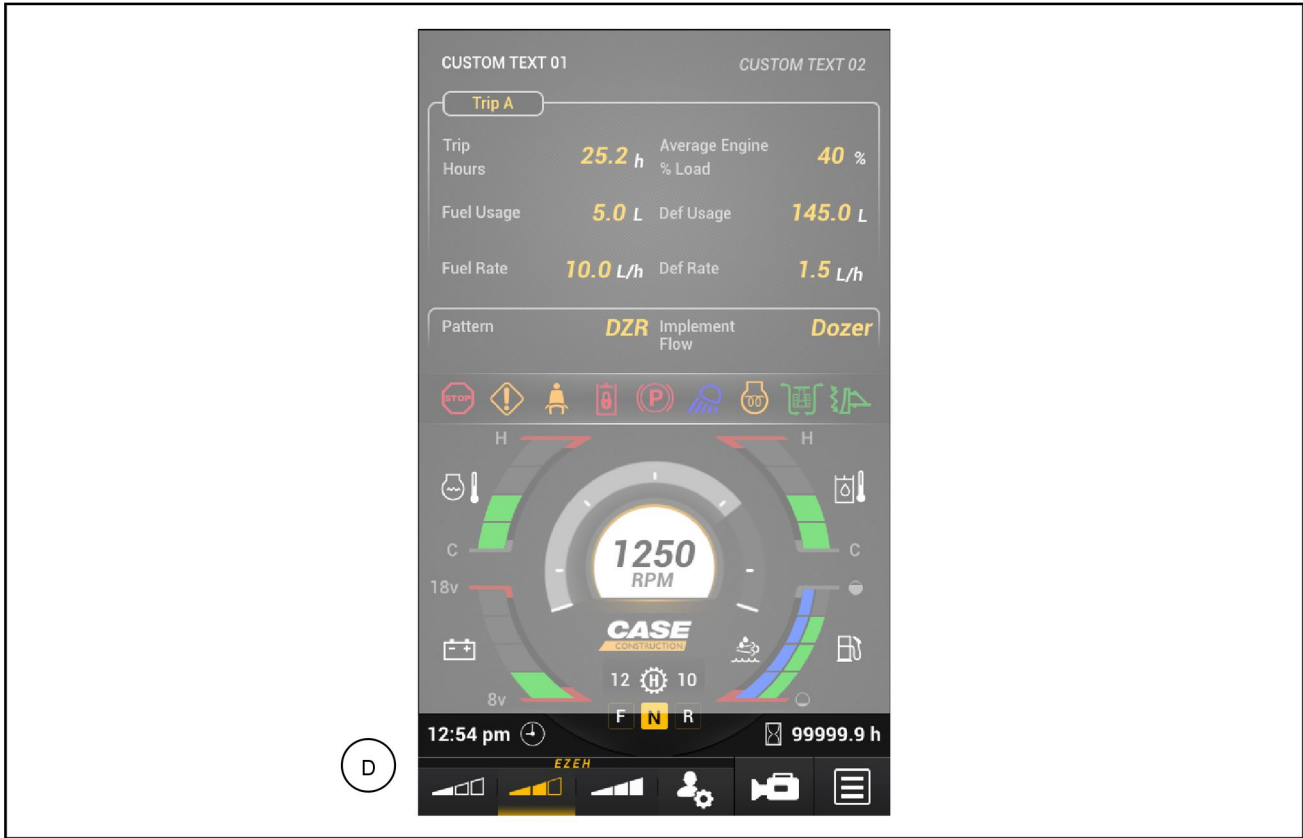 CUSTOM TEXT 01 CUSTOM TEXT 02
Trip A
Trip Hours 25.2 h Average Engine % Load 40 %
Fuel Usage 5.0 L Def Usage 145.0 L
Fuel Rate 10.0 L/h Def Rate 1.5 L/h
Pattern DZR Implement Flow Dozer
STOP P
H H
C C
1250
RPM
18v
CASE
CONSTRUCTION
12 H 10
8v
F N R
12:54 pm 99999.9 h
D
EZEH